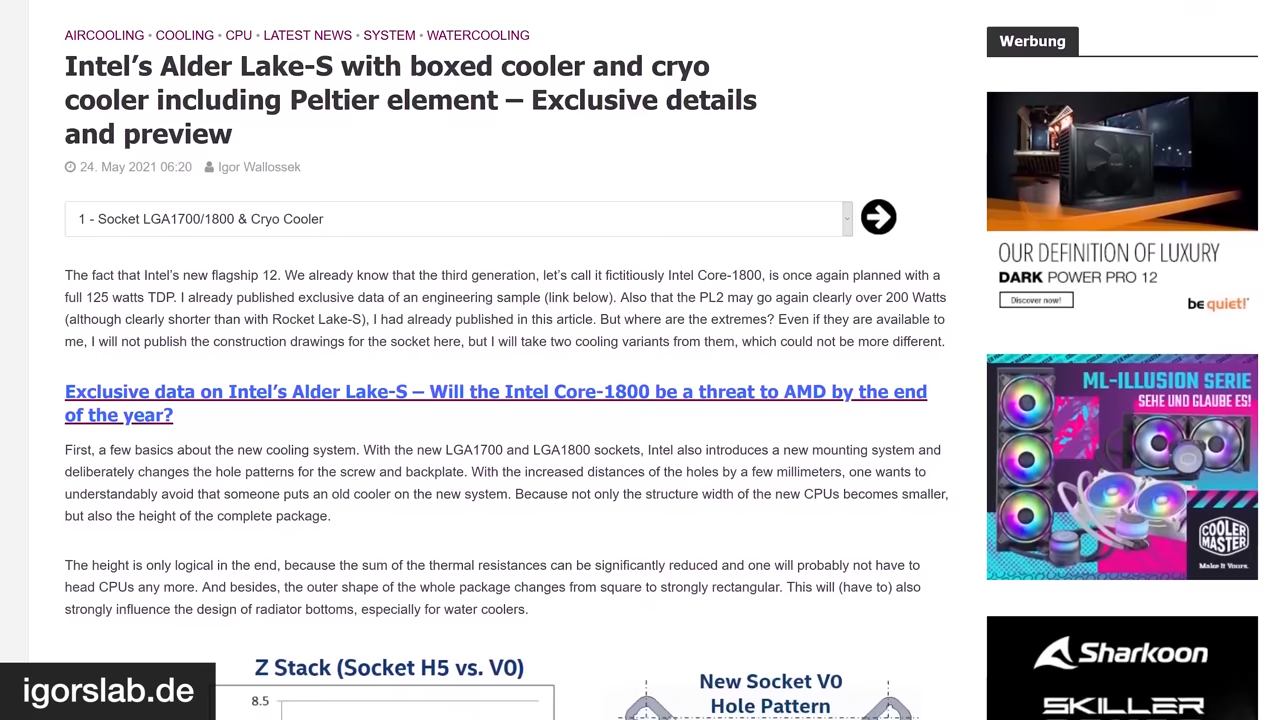 AIRCOOLING • COOLING • CPU • LATEST NEWS • SYSTEM • WATERCOOLING
Intel’s Alder Lake-S with boxed cooler and cryo
cooler including Peltier element – Exclusive details
and preview
24. May 2021 06:20 Igor Wallossek
1 - Socket LGA1700/1800 & Cryo Cooler
The fact that Intel’s new flagship 12. We already know that the third generation, let’s call it fictitiously Intel Core-1800, is once again planned with a
full 125 watts TDP. I already published exclusive data of an engineering sample (link below). Also that the PL2 may go again clearly over 200 Watts
(although clearly shorter than with Rocket Lake-S), I had already published in this article. But where are the extremes? Even if they are available to
me, I will not publish the construction drawings for the socket here, but I will take two cooling variants from them, which could not be more different.
Exclusive data on Intel’s Alder Lake-S – Will the Intel Core-1800 be a threat to AMD by the end
of the year?
First, a few basics about the new cooling system. With the new LGA1700 and LGA1800 sockets, Intel also introduces a new mounting system and
deliberately changes the hole patterns for the screw and backplate. With the increased distances of the holes by a few millimeters, one wants to
understandably avoid that someone puts an old cooler on the new system. Because not only the structure width of the new CPUs becomes smaller,
but also the height of the complete package.
The height is only logical in the end, because the sum of the thermal resistances can be significantly reduced and one will probably not have to
head CPUs any more. And besides, the outer shape of the whole package changes from square to strongly rectangular. This will (have to) also
strongly influence the design of radiator bottoms, especially for water coolers.
Z Stack (Socket H5 vs. V0)
8.5
New Socket V0
Hole Pattern
igorslab.de
Werbung
OUR DEFINITION OF LUXURY
DARK POWER PRO 12
Discover now!
be quiet!
ML-ILLUSION SERIE
SEHE UND GLAUBE ES!
COOLER
MASTER
Make It Yours.
Sharkoon
SKILLER